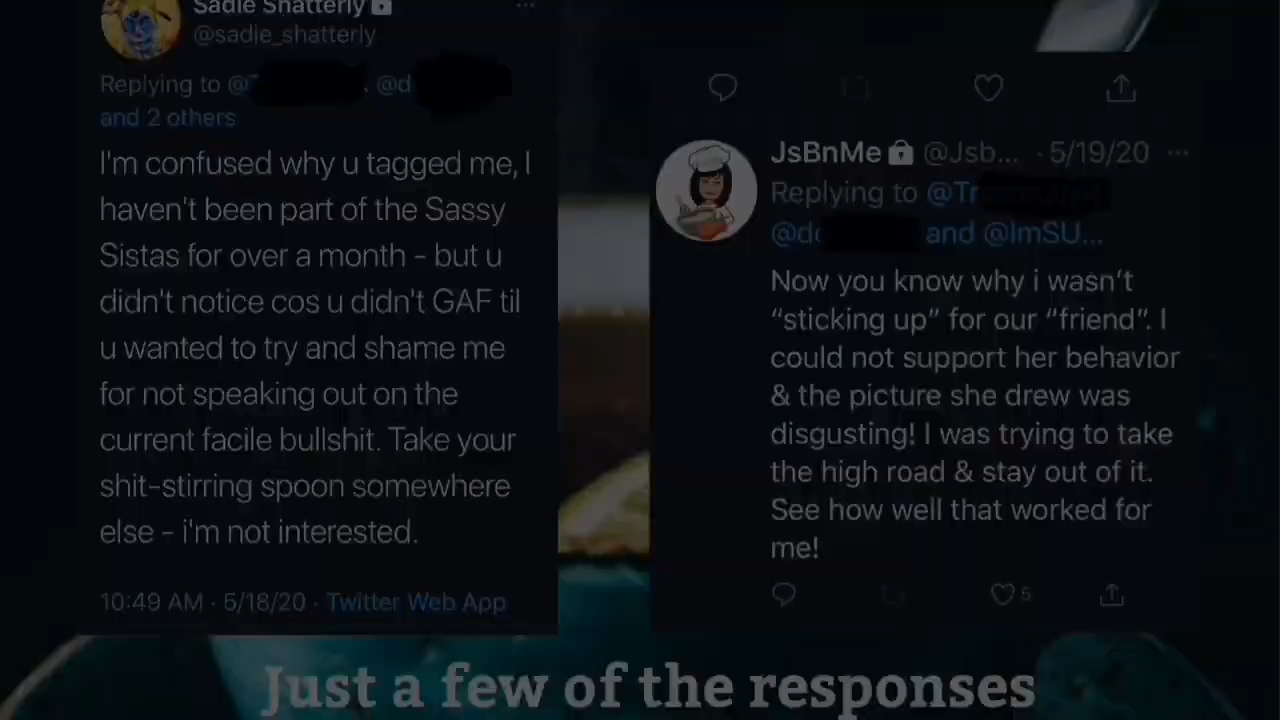 Sadie Shatterly
@sadie_shatterly
Replying to @ . @d
and 2 others
I'm confused why u tagged me, I
haven't been part of the Sassy
Sistas for over a month - but u
didn't notice cos u didn't GAF til
u wanted to try and shame me
for not speaking out on the
current facile bullshit. Take your
shit-stirring spoon somewhere
else - i'm not interested.
10:49 AM · 5/18/20 · Twitter Web App
JsBnMe @Jsb... · 5/19/20 ...
Replying to @Tr
@do and @ImSU...
Now you know why i wasn't
“sticking up” for our “friend”. I
could not support her behavior
& the picture she drew was
disgusting! I was trying to take
the high road & stay out of it.
See how well that worked for
me!
5
Just a few of the responses